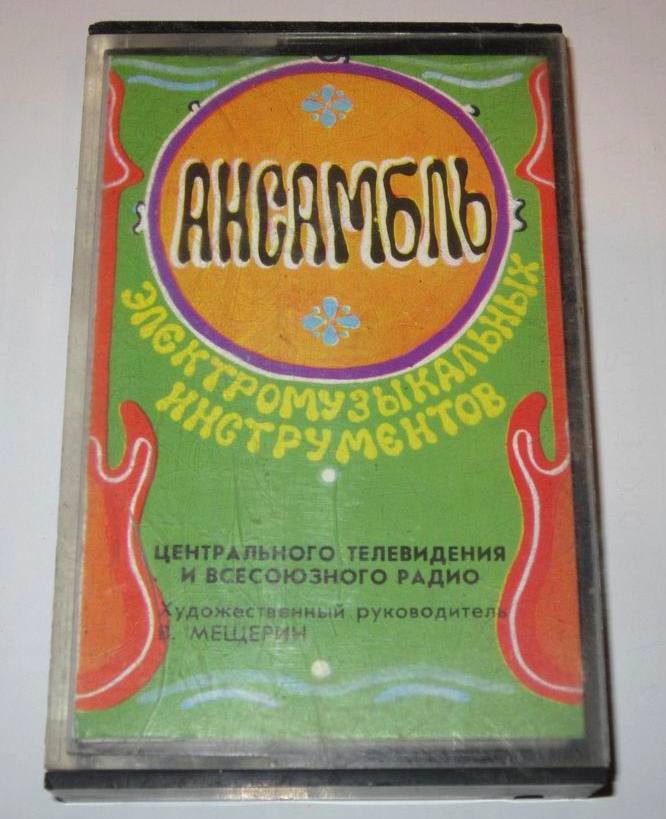 АНСАМБЛЬ
ЭЛЕКТРОМУЗЫКАЛЬНЫХ
ИНСТРУМЕНТОВ
ЦЕНТРАЛЬНОГО ТЕЛЕВИДЕНИЯ
И ВСЕСОЮЗНОГО РАДИО
Художественный руководитель
В. МЕЩЕРИН